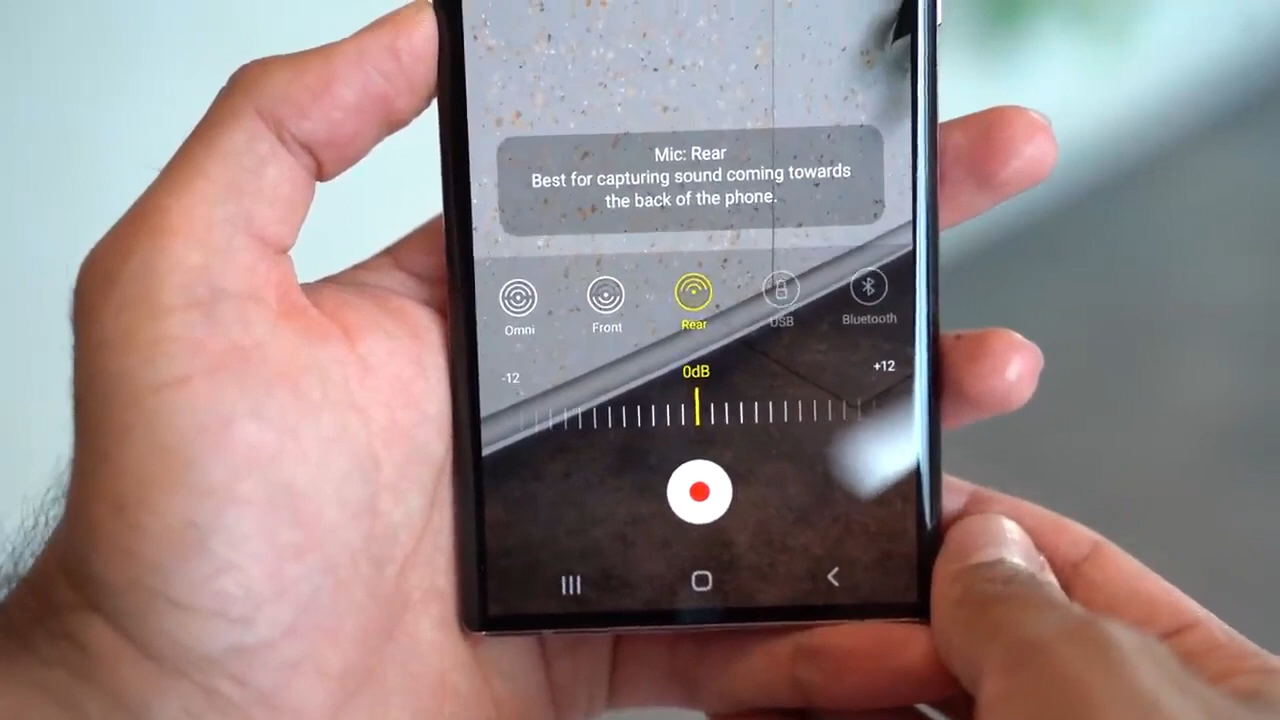 Mic: Rear
Best for capturing sound coming towards
the back of the phone.
Omni Front Rear USB Bluetooth
-12 0dB +12